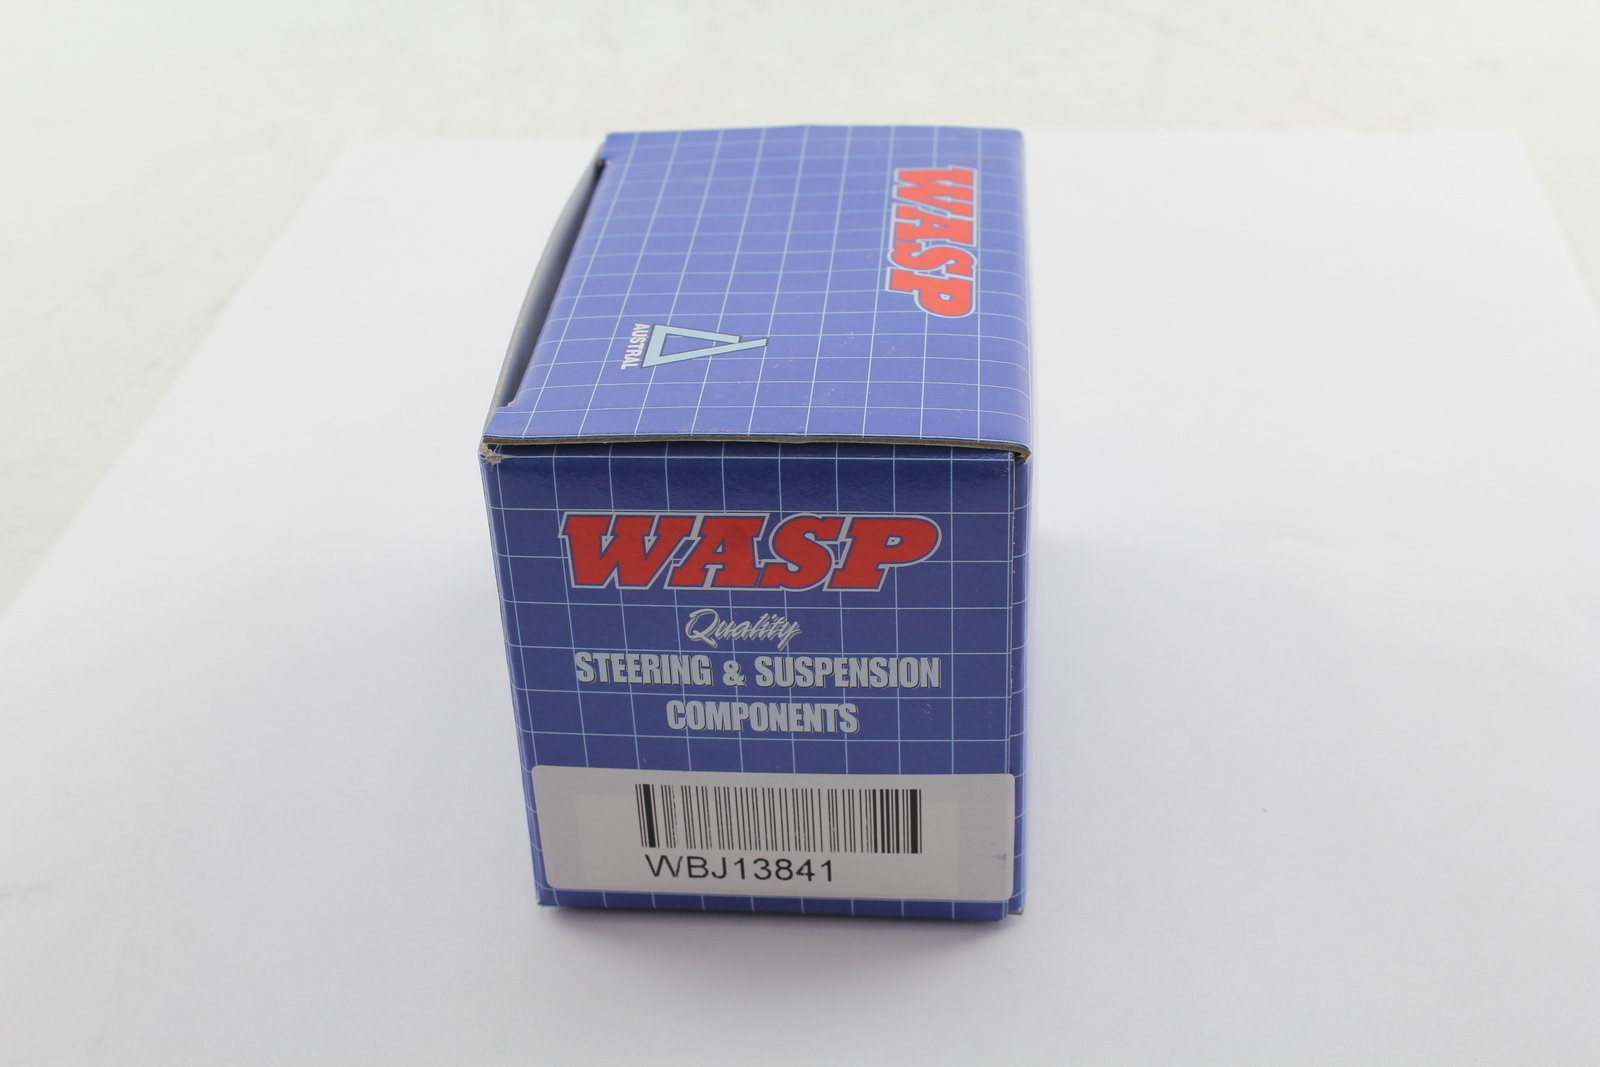 WASP
AUSTRAL
WASP
Quality
STEERING & SUSPENSION
COMPONENTS
WBJ13841